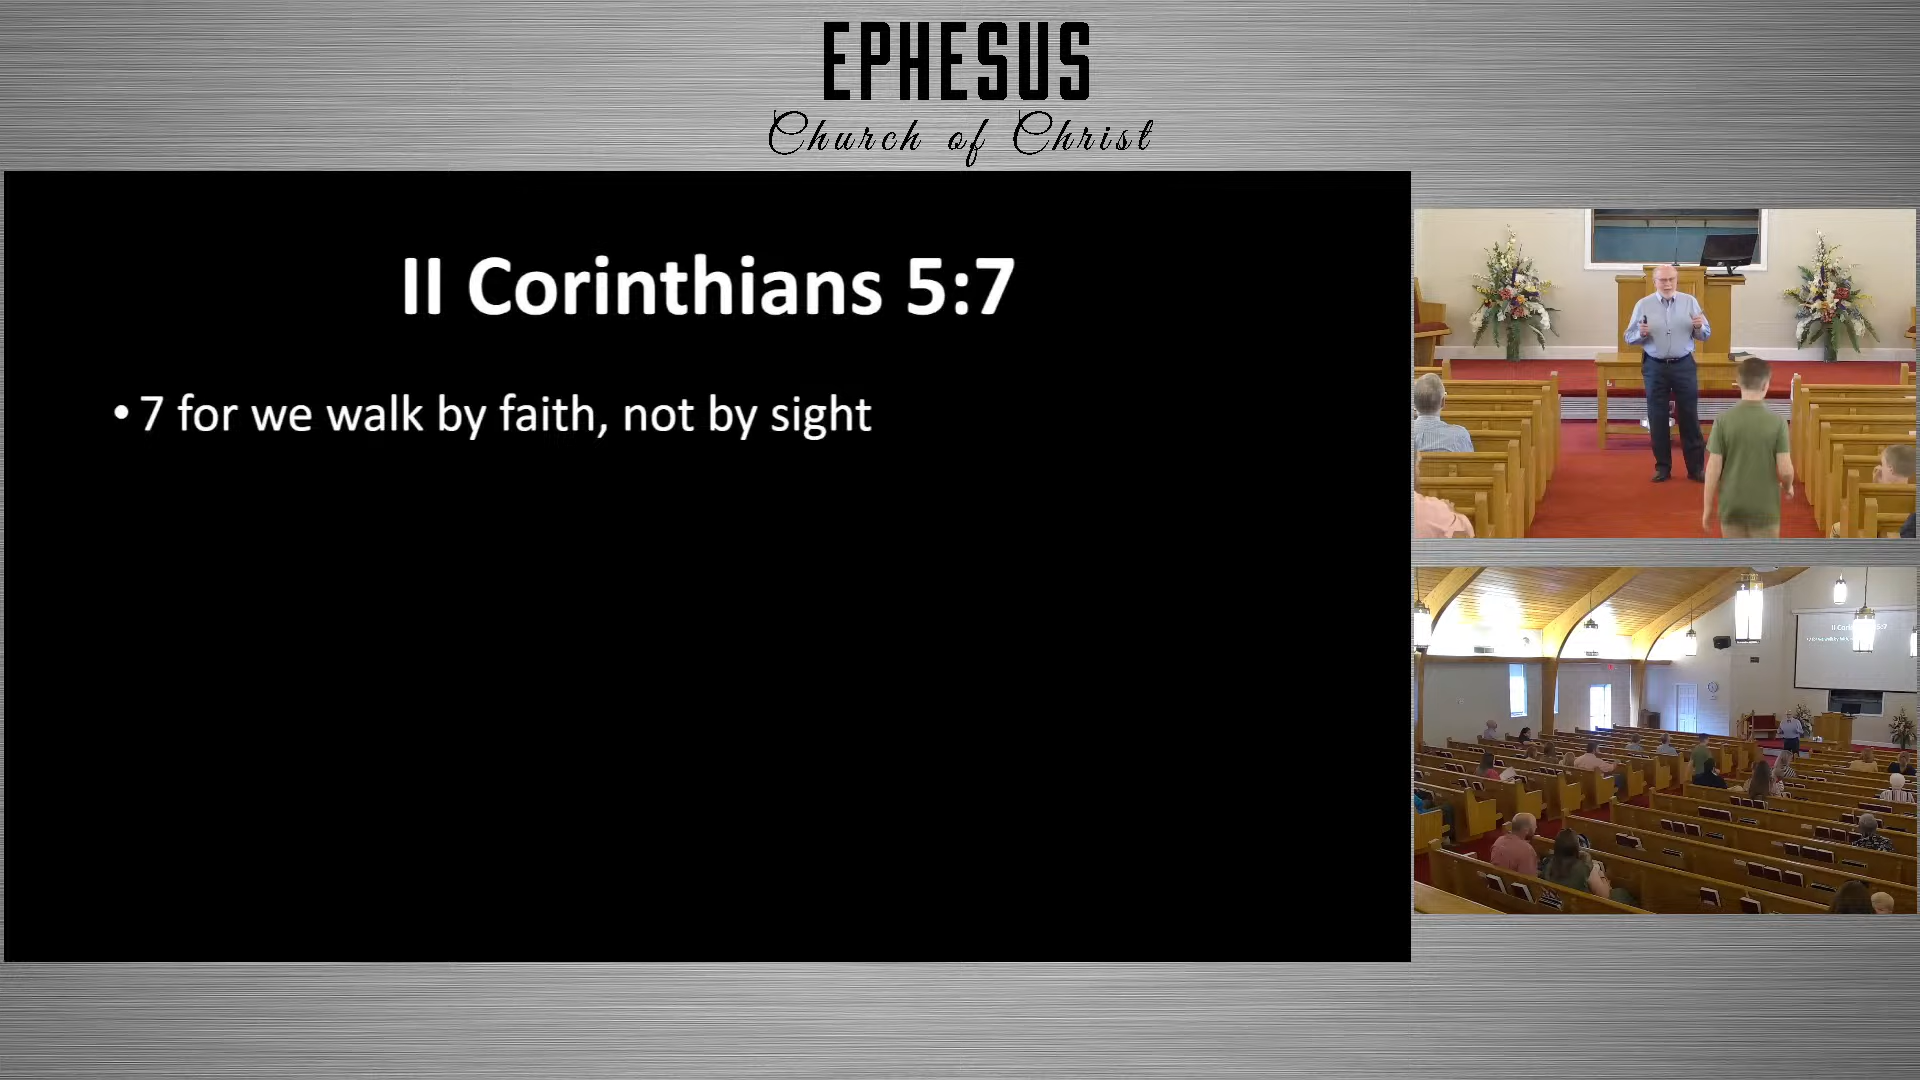 EPHESUS
Church of Christ
II Corinthians 5:7
• 7 for we walk by faith, not by sight